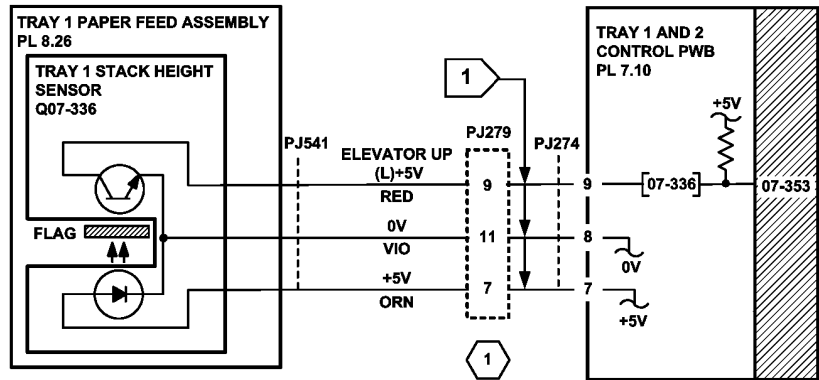 TRAY 1 PAPER FEED ASSEMBLY
PL 8.26
TRAY 1 STACK HEIGHT
SENSOR
Q07-336
FLAG
PJ541
ELEVATOR UP
(L)+5V
RED
0V
VIO
+5V
ORN
PJ279
9
11
7
1
1
PJ274
9
8
7
TRAY 1 AND 2
CONTROL PWB
PL 7.10
+5V
[07-336]
07-353
0V
+5V